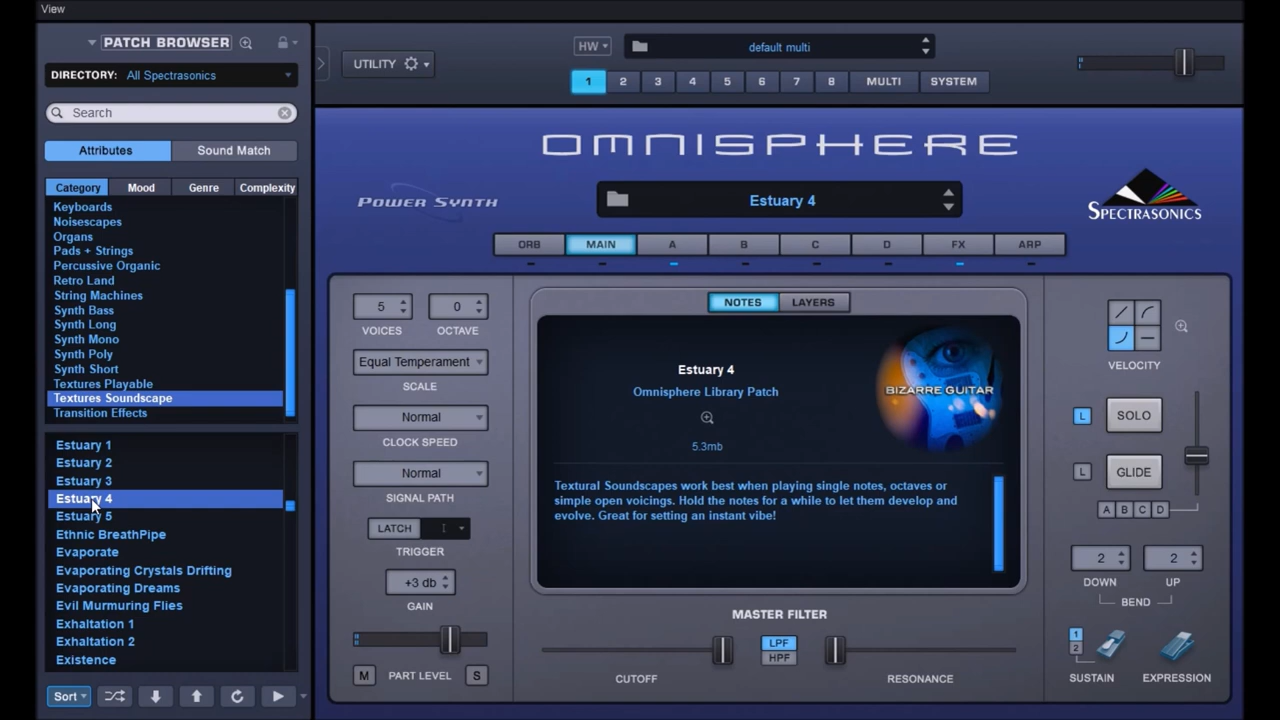 View
PATCH BROWSER
DIRECTORY: All Spectrasonics
Search
Attributes
Sound Match
Category
Mood
Genre
Complexity
Keyboards
Noisescapes
Organs
Pads + Strings
Percussive Organic
Retro Land
String Machines
Synth Bass
Synth Long
Synth Mono
Synth Poly
Synth Short
Textures Playable
Textures Soundscape
Transition Effects
Estuary 1
Estuary 2
Estuary 3
Estuary 4
Estuary 5
Ethnic BreathPipe
Evaporate
Evaporating Crystals Drifting
Evaporating Dreams
Evil Murmuring Flies
Exhaltation 1
Exhaltation 2
Existence
Sort
UTILITY
HW
default multi
1 2 3 4 5 6 7 8 MULTI SYSTEM
OMNISPHERE
POWER SYNTH
Estuary 4
SPECTRASONICS
ORB MAIN A B C D FX ARP
5
VOICES
0
OCTAVE
Equal Temperament
SCALE
Normal
CLOCK SPEED
Normal
SIGNAL PATH
LATCH
TRIGGER
+3 db
GAIN
M PART LEVEL S
NOTES
LAYERS
Estuary 4
Omnisphere Library Patch
5.3mb
BIZARRE GUITAR
Textural Soundscapes work best when playing single notes, octaves or
simple open voicings. Hold the notes for a while to let them develop and
evolve. Great for setting an instant vibe!
MASTER FILTER
LPF
HPF
CUTOFF
RESONANCE
VELOCITY
L SOLO
L GLIDE
A B C D
2
DOWN
2
UP
BEND
1
2
SUSTAIN
EXPRESSION